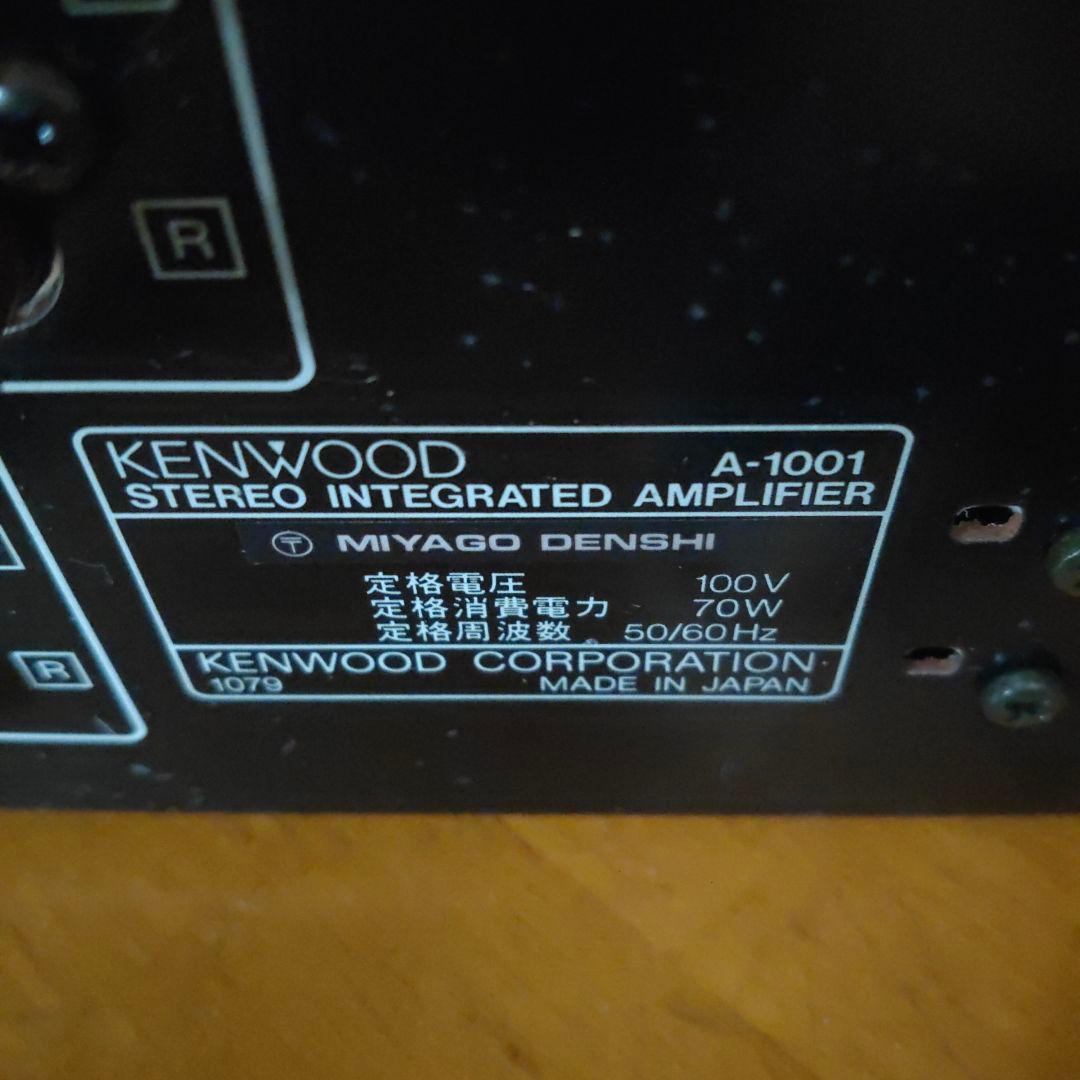 R
KENWOOD A-1001
STEREO INTEGRATED AMPLIFIER
〒 MIYAGO DENSHI
定格電圧 100V
定格消費電力 70W
定格周波数 50/60Hz
R
KENWOOD CORPORATION
1079 MADE IN JAPAN